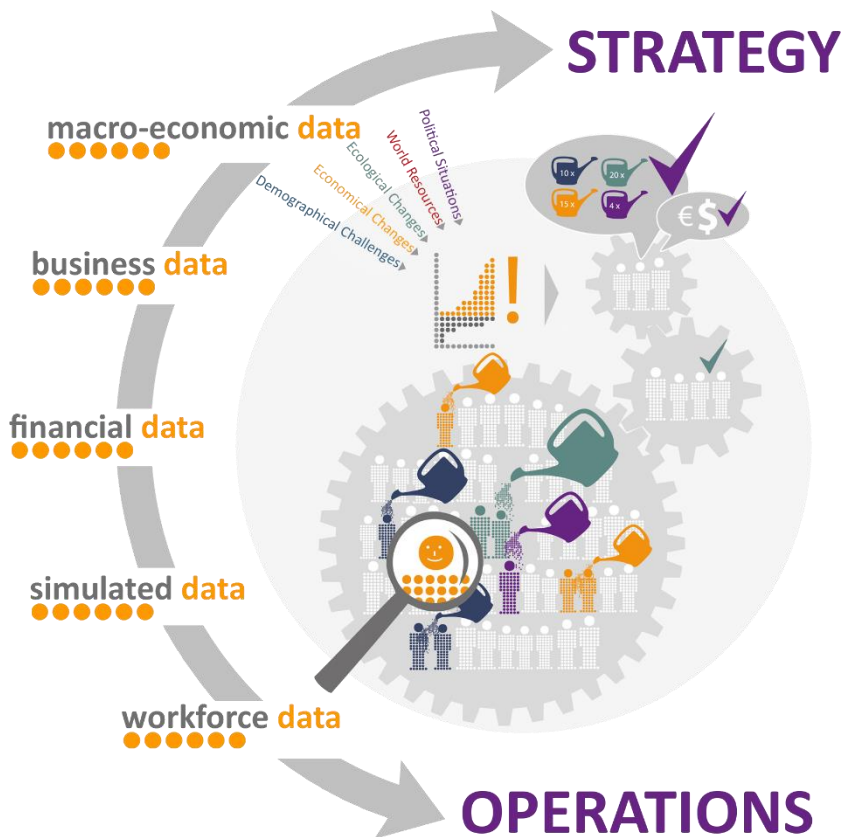 STRATEGY
macro-economic data
Political Situations
World Resources
Ecological Changes
Economical Changes
Demographical Challenges
10 x
20 x
15 x
4 x
€$
business data
financial data
simulated data
workforce data
OPERATIONS